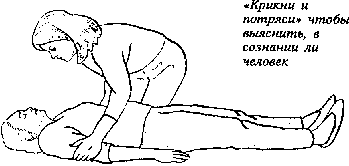 «Крикни и
потряси» чтобы
выяснить, в
сознании ли
человек